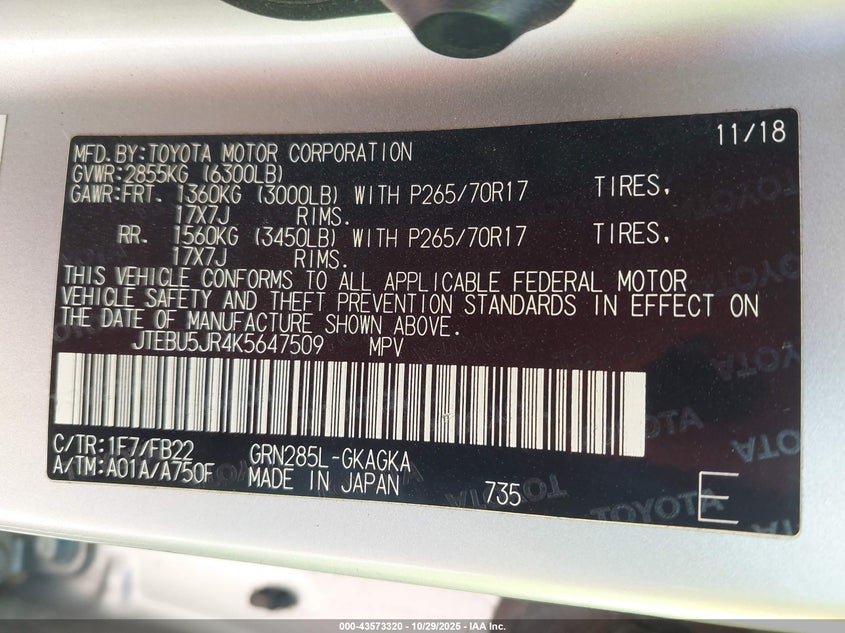 11/18
MFD.BY:TOYOTA MOTOR CORPORATION
GVWR:2855KG (6300LB)
GAWR:FRT. 1360KG (3000LB) WITH P265/70R17 TIRES,
17X7J RIMS.
RR. 1560KG (3450LB) WITH P265/70R17 TIRES,
17X7J RIMS.
THIS VEHICLE CONFORMS TO ALL APPLICABLE FEDERAL MOTOR
VEHICLE SAFETY AND THEFT PREVENTION STANDARDS IN EFFECT ON
THE DATE OF MANUFACTURE SHOWN ABOVE.
JTEBU5JR4K5647509 MPV
C/TR:1F7/FB22 GRN285L-GKAGKA
A/TM:A01A/A750F MADE IN JAPAN 735 E
TOYOTA
000-43573320 | 10/29/2025 - IAA Inc.